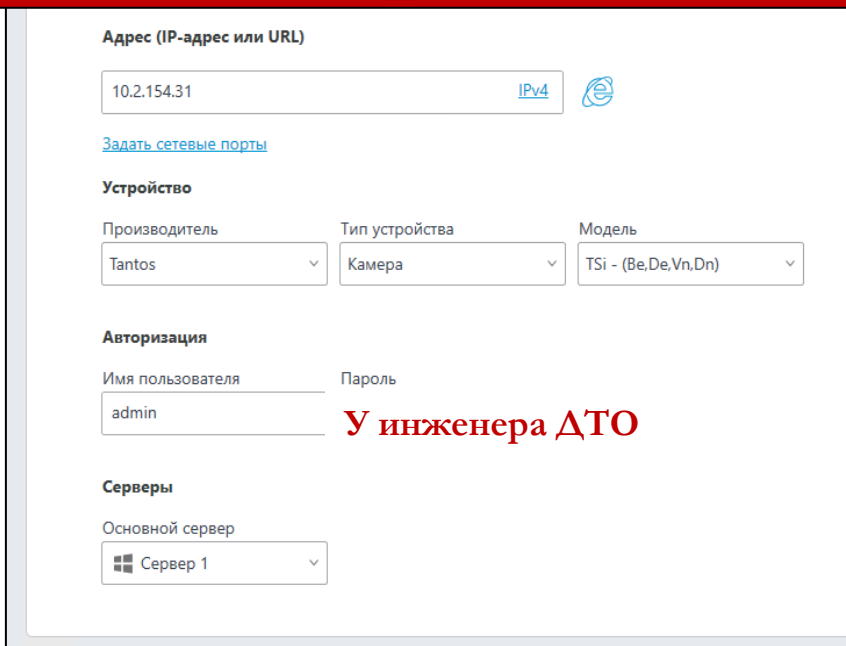 Адрес (IP-адрес или URL)
10.2.154.31 IPv4
Задать сетевые порты
Устройство
Производитель Тип устройства Модель
Tantos Камера TSi - (Be,De,Vn,Dn)
Авторизация
Имя пользователя Пароль
admin У инженера ДТО
Серверы
Основной сервер
Сервер 1